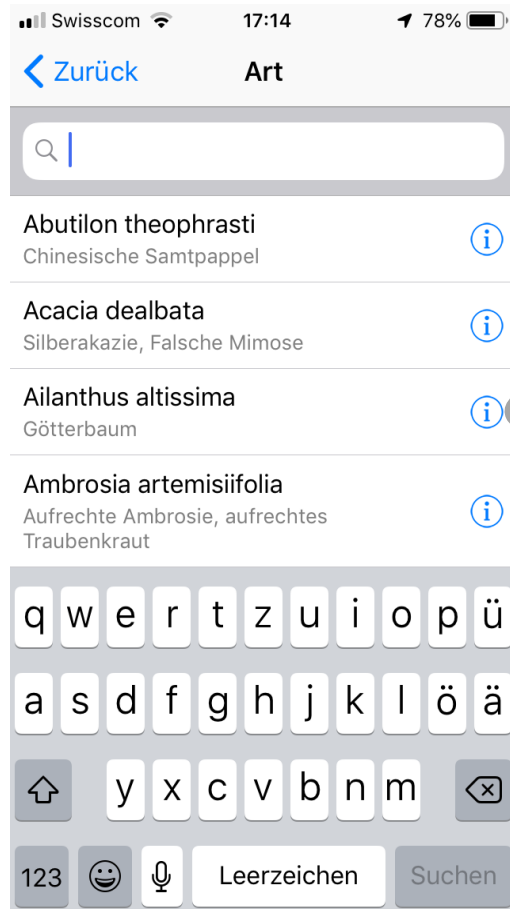 Swisscom 17:14 78%
Zurück Art
Abutilon theophrasti
Chinesische Samtpappel
Acacia dealbata
Silberakazie, Falsche Mimose
Ailanthus altissima
Götterbaum
Ambrosia artemisiifolia
Aufrechte Ambrosie, aufrechtes
Traubenkraut
q w e r t z u i o p ü
a s d f g h j k l ö ä
y x c v b n m
123 Leerzeichen Suchen